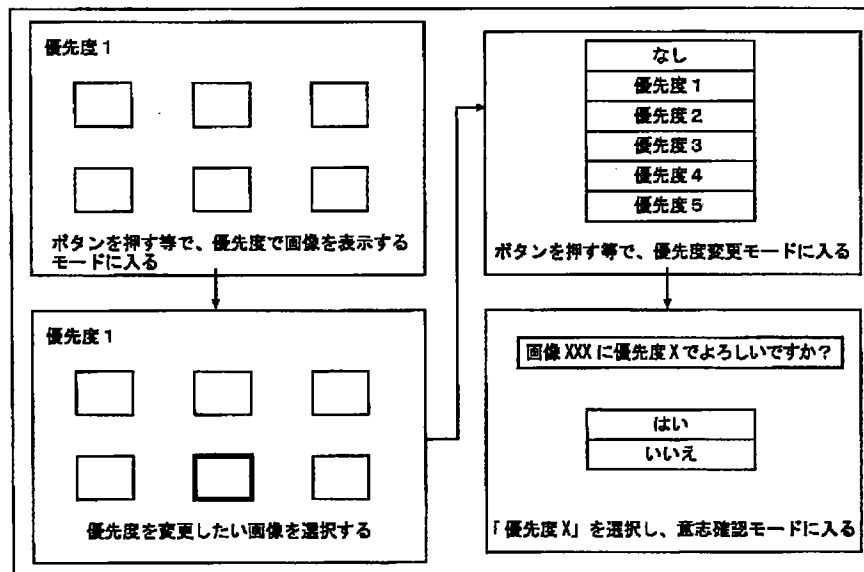 優先度1
ボタンを押す等で、優先度で画像を表示する
モードに入る
優先度1
優先度を変更したい画像を選択する
なし
優先度1
優先度2
優先度3
優先度4
優先度5
ボタンを押す等で、優先度変更モードに入る
画像XXXに優先度Xでよろしいですか?
はい
いいえ
「優先度X」を選択し、意志確認モードに入る